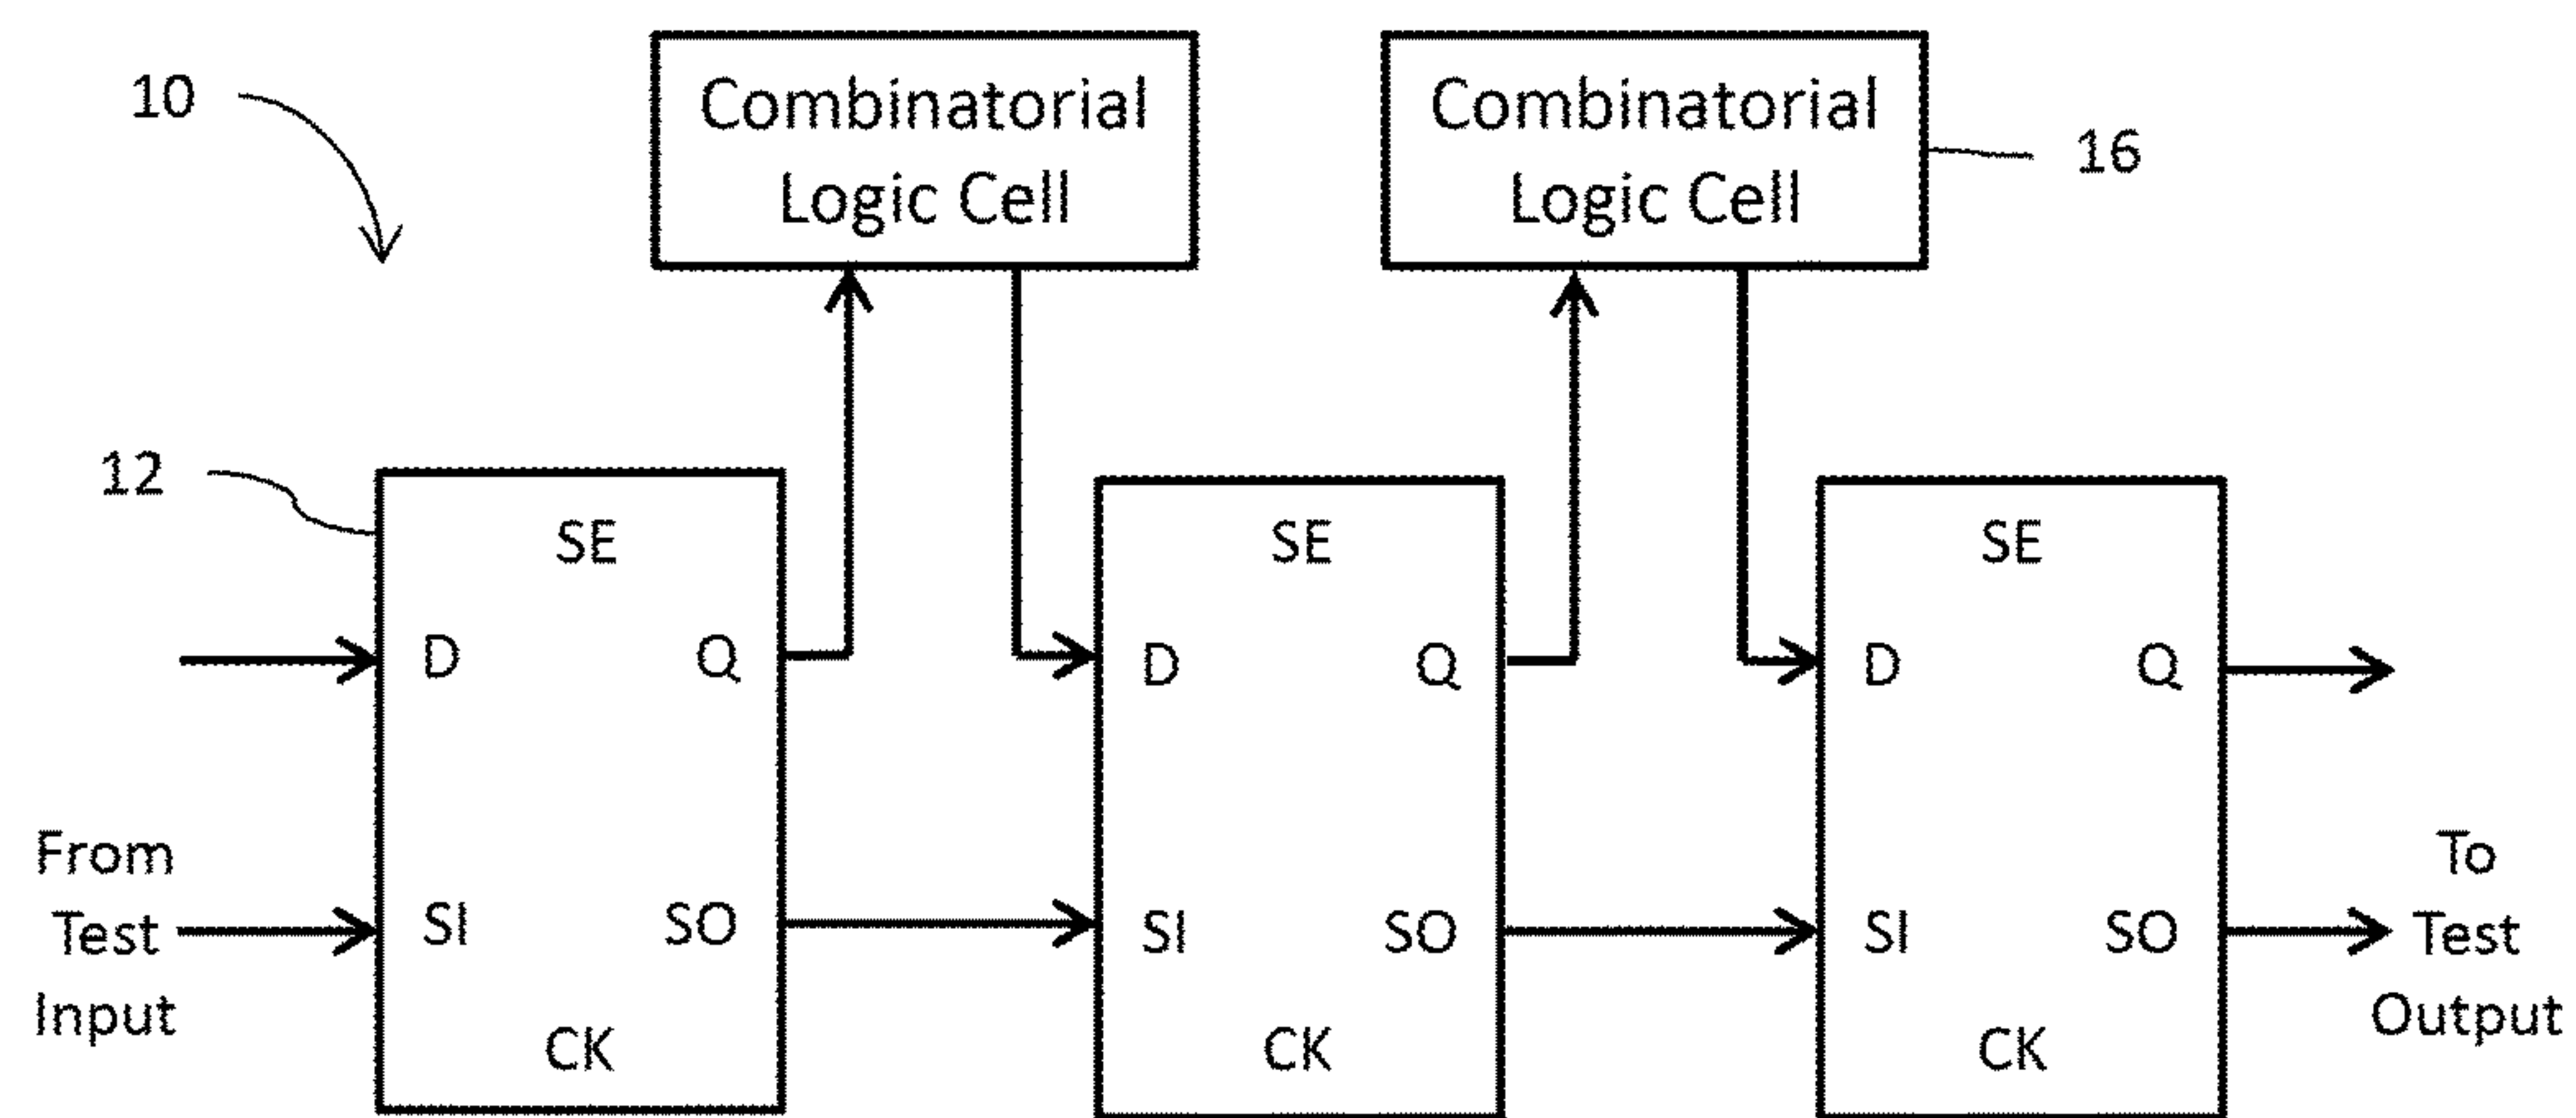 10
Combinatorial
Logic Cell
Combinatorial
Logic Cell
16
12
SE
D
Q
SI
SO
CK
SE
D
Q
SI
SO
CK
SE
D
Q
SI
SO
CK
From
Test
Input
To
Test
Output